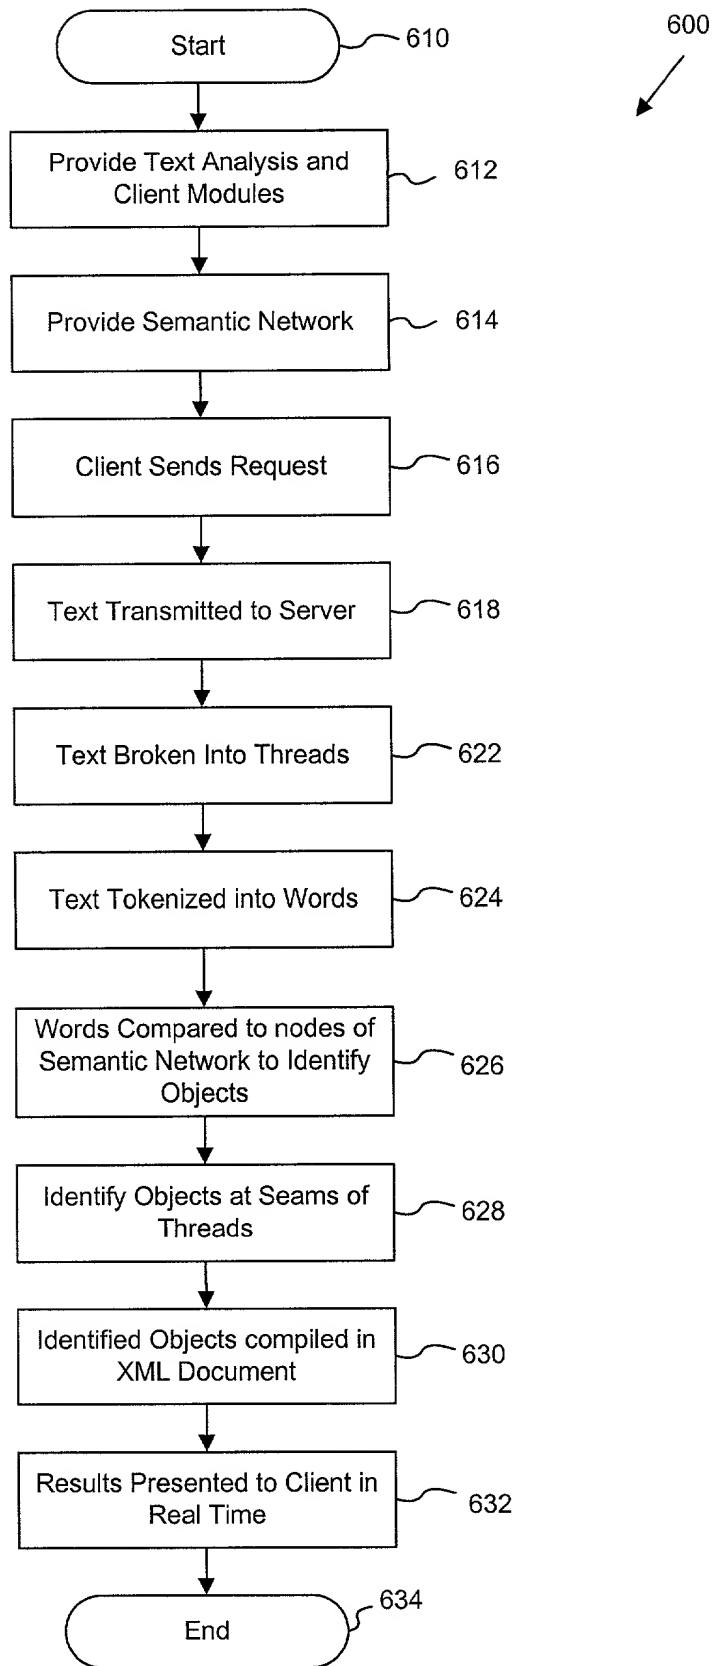 600
Start
610
Provide Text Analysis and
Client Modules
612
Provide Semantic Network
614
Client Sends Request
616
Text Transmitted to Server
618
Text Broken Into Threads
622
Text Tokenized into Words
624
Words Compared to nodes of
Semantic Network to Identify
Objects
626
Identify Objects at Seams of
Threads
628
Identified Objects compiled in
XML Document
630
Results Presented to Client in
Real Time
632
End
634